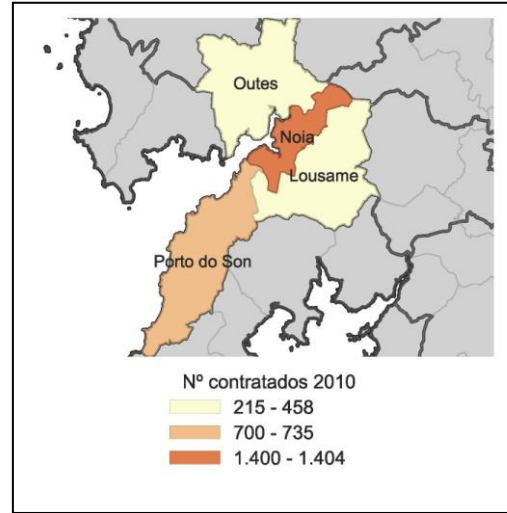 Outes
Noia
Lousame
Porto do Son
Nº contratados 2010
215 - 458
700 - 735
1.400 - 1.404